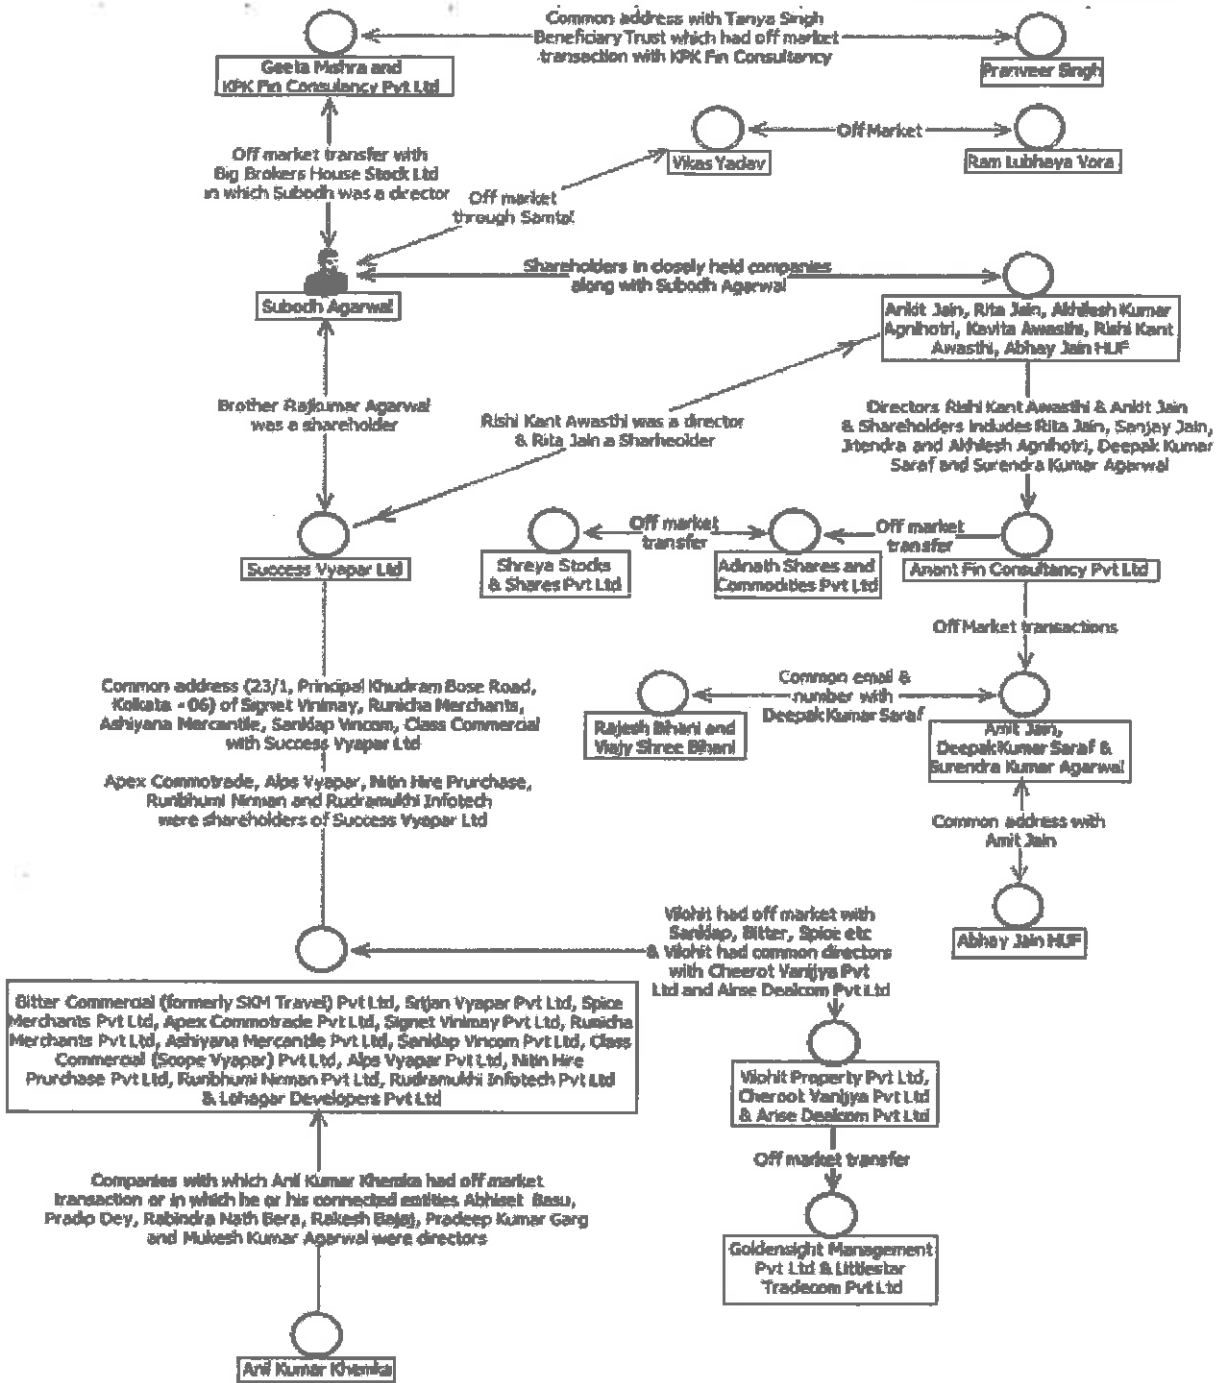 Common address with Tanya Singh
Beneficiary Trust which had off market
transaction with KPK Fin Consultancy
Geeta Mishra and
KPK Fin Consulancy Pvt Ltd
Pranveer Singh
Off market transfer with
Big Brokers House Stock Ltd
in which Subodh was a director
Vikas Yadav
Off Market
Ram Lubhaya Vora
Off market
through Samtal
Subodh Agarwal
Shareholders in closely held companies
along with Subodh Agarwal
Ankit Jain, Rita Jain, Akhilesh Kumar
Agnihotri, Kavita Awasthi, Rishi Kant
Awasthi, Abhay Jain HUF
Brother Rajkumar Agarwal
was a shareholder
Rishi Kant Awasthi was a director
& Rita Jain a Sharheolder
Directors Rishi Kant Awasthi & Ankit Jain
& Shareholders includes Rita Jain, Sanjay Jain,
Jitendra and Akhilesh Agnihotri, Deepak Kumar
Saraf and Surendra Kumar Agarwal
Success Vyapar Ltd
Off market
transfer
Off market
transfer
Shreya Stocks
& Shares Pvt Ltd
Adinath Shares and
Commodities Pvt Ltd
Anant Fin Consultancy Pvt Ltd
Off Market transactions
Common address (23/1, Principal Khudiram Bose Road,
Kolkata - 06) of Signet Vinimay, Runicha Merchants,
Ashiyana Mercantile, Sanklap Vincom, Class Commercial
with Success Vyapar Ltd
Common email &
number with
Deepak Kumar Saraf
Rajesh Bihani and
Viajy Shree Bihani
Amit Jain,
Deepak Kumar Saraf &
Surendra Kumar Agarwal
Apex Commotrade, Alps Vyapar, Nitin Hire Prurchase,
Runibhumi Nirman and Rudramukhi Infotech
were shareholders of Success Vyapar Ltd
Common address with
Amit Jain
Abhay Jain HUF
Vilohit had off market with
Sanklap, Bitter, Spice etc
& Vilohit had common directors
with Cheerot Vanijya Pvt
Ltd and Airse Dealcom Pvt Ltd
Bitter Commercial (formerly SKM Travel) Pvt Ltd, Sritjan Vyapar Pvt Ltd, Spice
Merchants Pvt Ltd, Apex Commotrade Pvt Ltd, Signet Vinimay Pvt Ltd, Runicha
Merchants Pvt Ltd, Ashiyana Mercantile Pvt Ltd, Sanklap Vincom Pvt Ltd, Class
Commercial (Scope Vyapar) Pvt Ltd, Alps Vyapar Pvt Ltd, Nitin Hire
Prurchase Pvt Ltd, Runibhumi Nirman Pvt Ltd, Rudramukhi Infotech Pvt Ltd
& Lohagar Developers Pvt Ltd
Vilohit Property Pvt Ltd,
Cheroot Vanijya Pvt Ltd
& Arise Dealcom Pvt Ltd
Off market transfer
Companies with which Anil Kumar Khemka had off market
transaction or in which he or his connected entities Abhiset Basu,
Pradip Dey, Rabindra Nath Bera, Rakesh Bajaj, Pradeep Kumar Garg
and Mukesh Kumar Agarwal were directors
Goldensight Management
Pvt Ltd & Littlestar
Tradecom Pvt Ltd
Anil Kumar Khemka